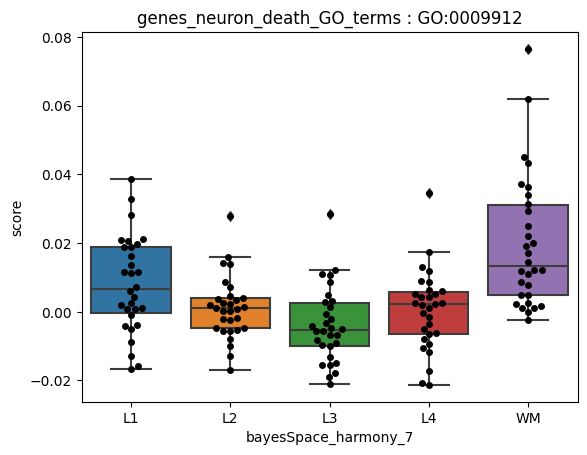 genes_neuron_death_GO_terms : GO:0009912
0.08
0.06
0.04
0.02
0.00
−0.02
score
L1 L2 L3 L4 WM
bayesSpace_harmony_7